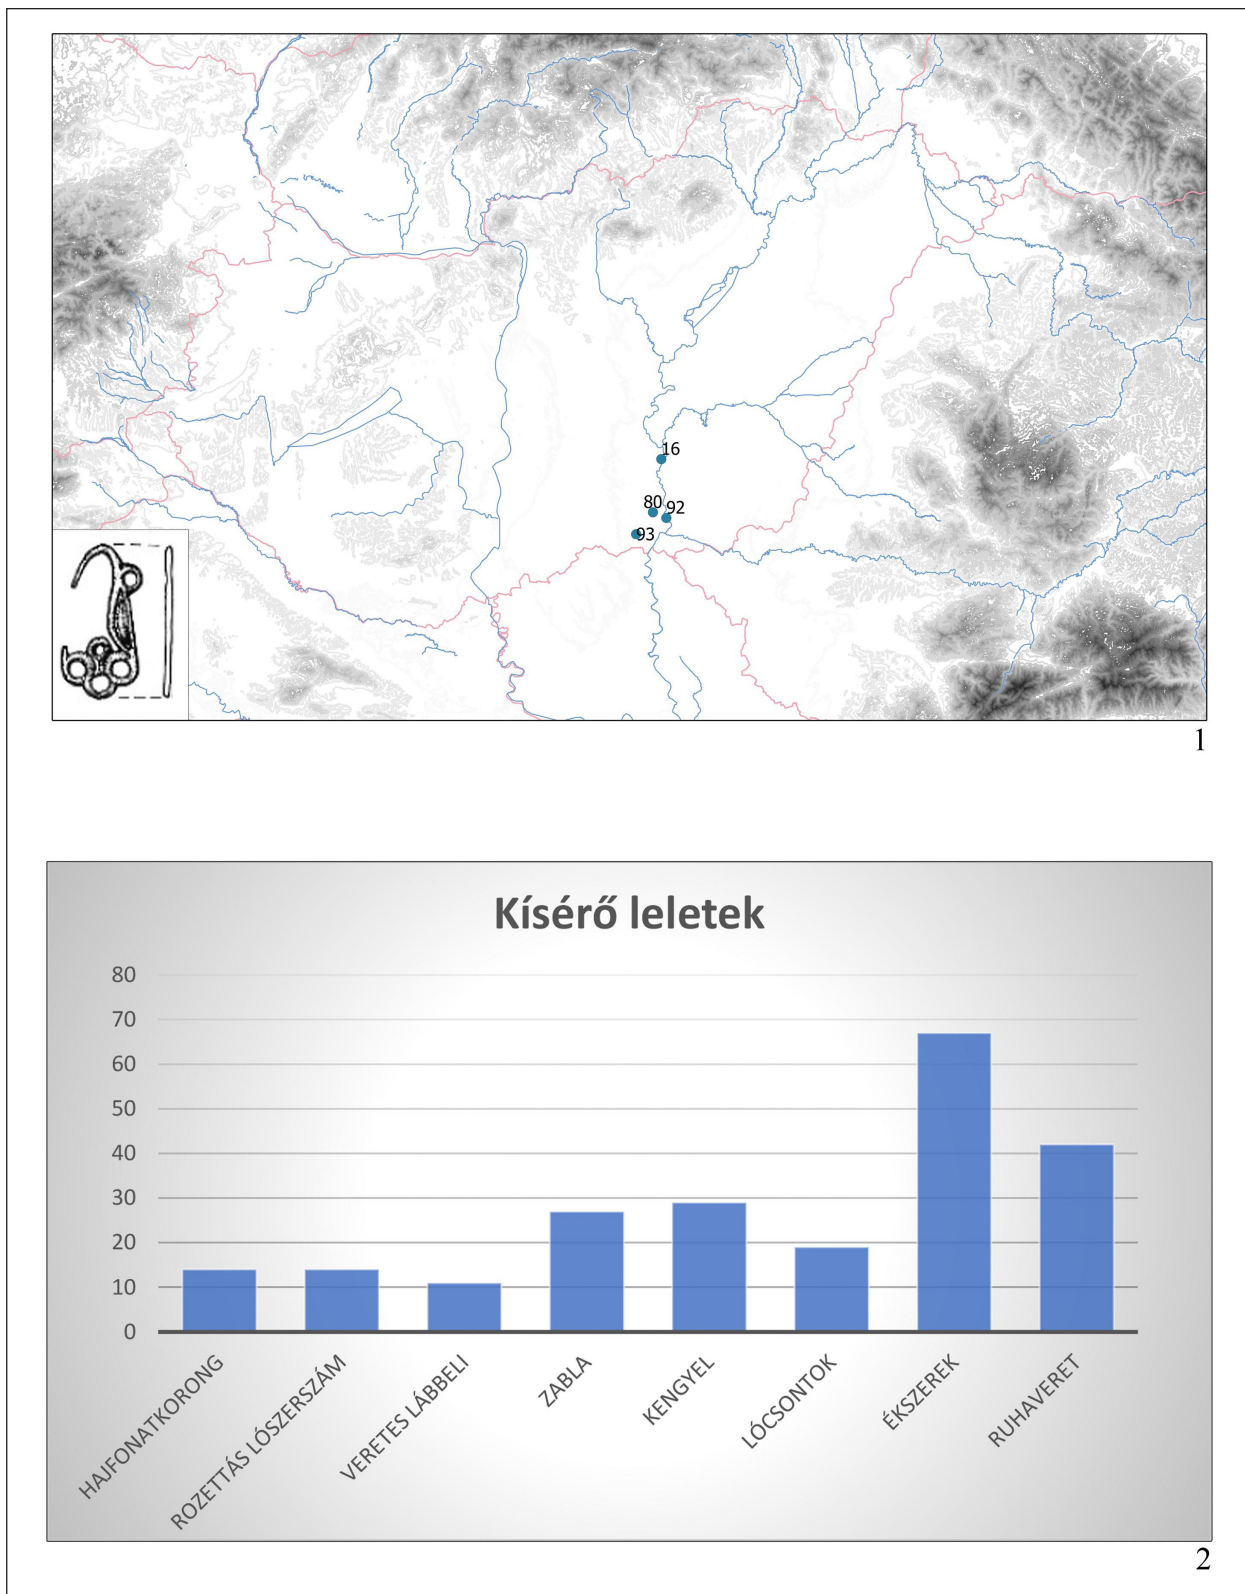 16
80
92
93
1
Kísérő leletek
80
70
60
50
40
30
20
10
0
HAJFONATKORONG
ROZETTÁS LÓSZERSZÁM
VERETES LÁBBELI
ZABLA
KENGYEL
LÓCSONTOK
ÉKSZEREK
RUHAVERET
2